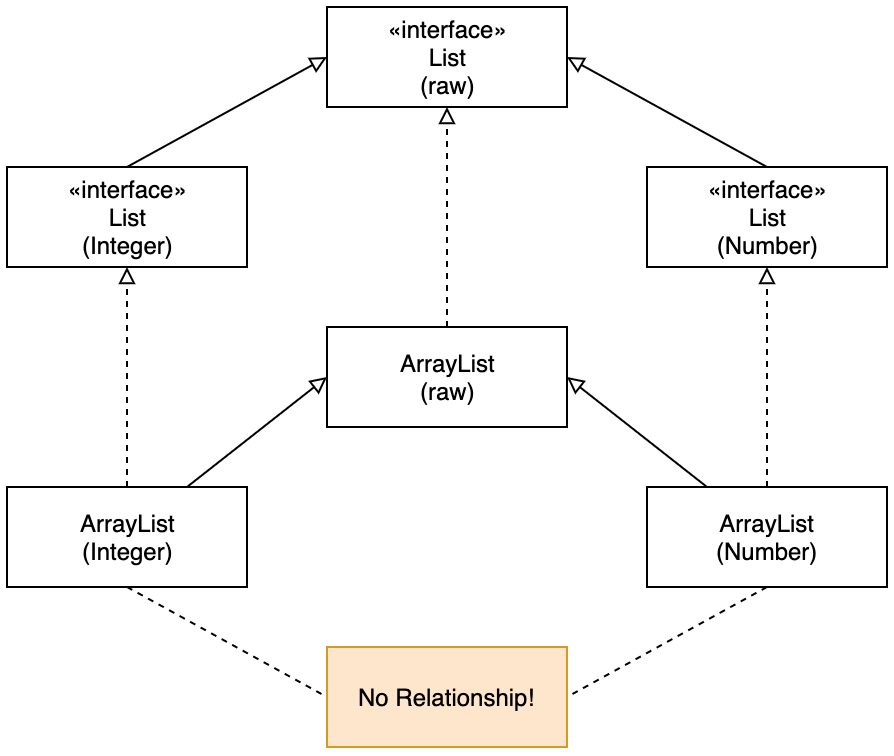 «interface»
List
(raw)
«interface»
List
(Integer)
«interface»
List
(Number)
ArrayList
(raw)
ArrayList
(Integer)
ArrayList
(Number)
No Relationship!